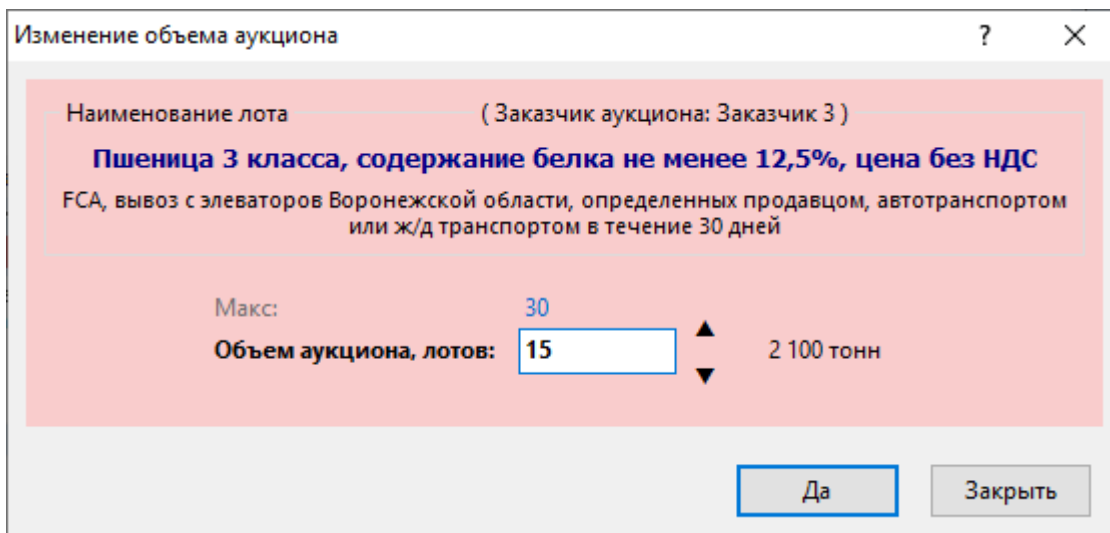 Изменение объема аукциона ?
Наименование лота ( Заказчик аукциона: Заказчик 3 )
Пшеница 3 класса, содержание белка не менее 12,5%, цена без НДС
FCA, вывоз с элеваторов Воронежской области, определенных продавцом, автотранспортом
или ж/д транспортом в течение 30 дней
Макс: 30
Объем аукциона, лотов: 15 2 100 тонн
Да Закрыть